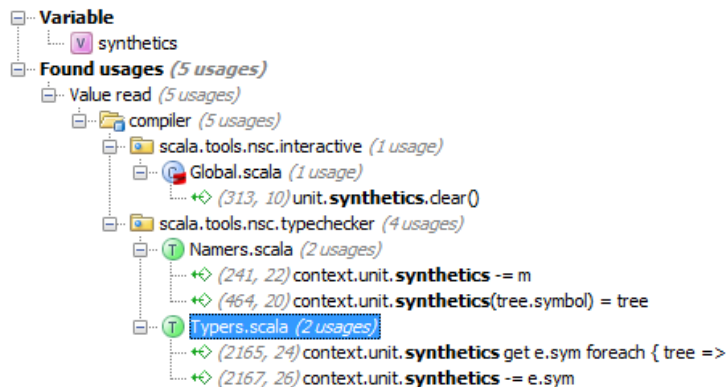 Variable
V synthetics
Found usages (5 usages)
Value read (5 usages)
compiler (5 usages)
scala.tools.nsc.interactive (1 usage)
C Global.scala (1 usage)
(313, 10) unit.synthetics.clear()
scala.tools.nsc.typechecker (4 usages)
T Namers.scala (2 usages)
(241, 22) context.unit.synthetics -= m
(464, 20) context.unit.synthetics(tree.symbol) = tree
T Typers.scala (2 usages)
(2165, 24) context.unit.synthetics get e.sym foreach { tree =>
(2167, 26) context.unit.synthetics -= e.sym